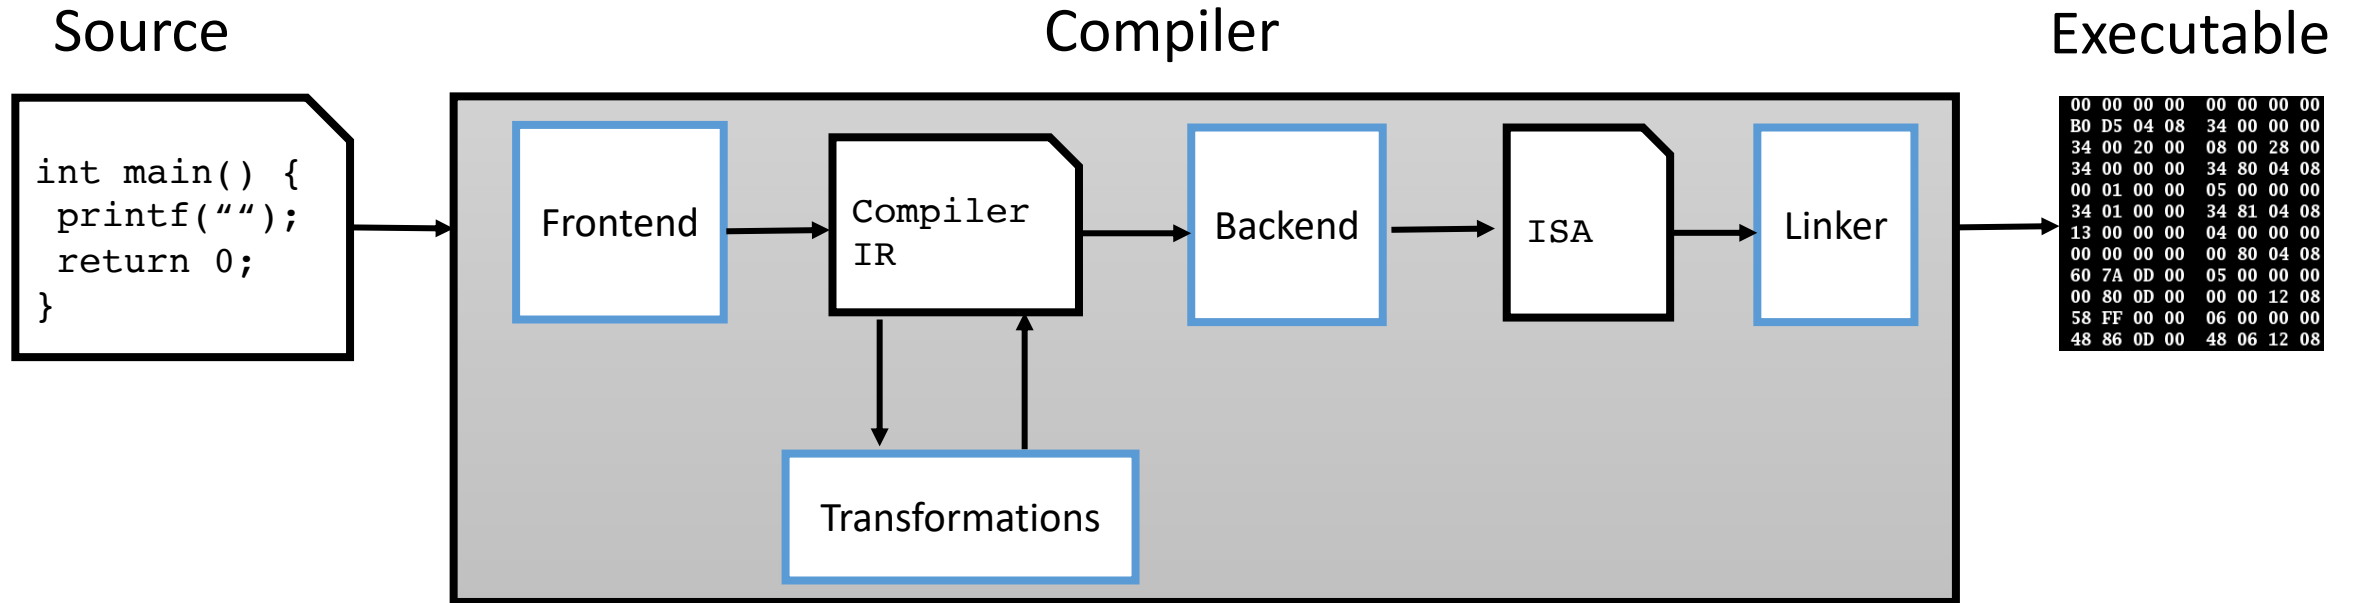 Source
Compiler
Executable
int main() {
printf(““);
return 0;
}
Frontend
Compiler
IR
Backend
ISA
Linker
Transformations
00 00 00 00 00 00 00 00
B0 D5 04 08 34 00 00 00
34 00 20 00 08 00 28 00
34 00 00 00 34 80 04 08
00 01 00 00 05 00 00 00
34 01 00 00 34 81 04 08
13 00 00 00 04 00 00 00
00 00 00 00 00 80 04 08
60 7A 0D 00 05 00 00 00
00 80 0D 00 00 00 12 08
58 FF 00 00 06 00 00 00
48 86 0D 00 48 06 12 08